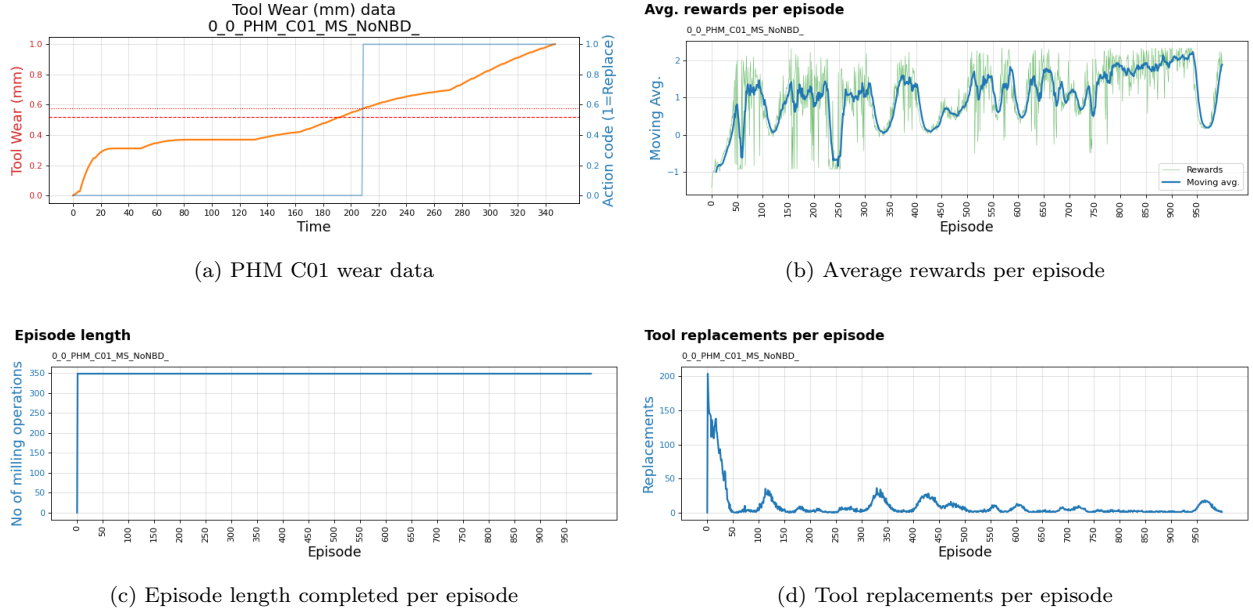 Tool Wear (mm) data
0_0_PHM_C01_MS_NoNBD_
Tool Wear (mm)
1.0
0.8
0.6
0.4
0.2
0.0
0 20 40 60 80 100 120 140 160 180 200 220 240 260 280 300 320 340
Time
1.0
0.8
0.6
0.4
0.2
0.0
Action code (1=Replace)
(a) PHM C01 wear data
Avg. rewards per episode
0_0_PHM_C01_MS_NoNBD_
Moving Avg.
2
1
0
−1
Rewards
Moving avg.
0 50 100 150 200 250 300 350 400 450 500 550 600 650 700 750 800 850 900 950
Episode
(b) Average rewards per episode
Episode length
0_0_PHM_C01_MS_NoNBD_
No of milling operations
350
300
250
200
150
100
50
0
0 50 100 150 200 250 300 350 400 450 500 550 600 650 700 750 800 850 900 950
Episode
(c) Episode length completed per episode
Tool replacements per episode
0_0_PHM_C01_MS_NoNBD_
Replacements
200
150
100
50
0
0 50 100 150 200 250 300 350 400 450 500 550 600 650 700 750 800 850 900 950
Episode
(d) Tool replacements per episode